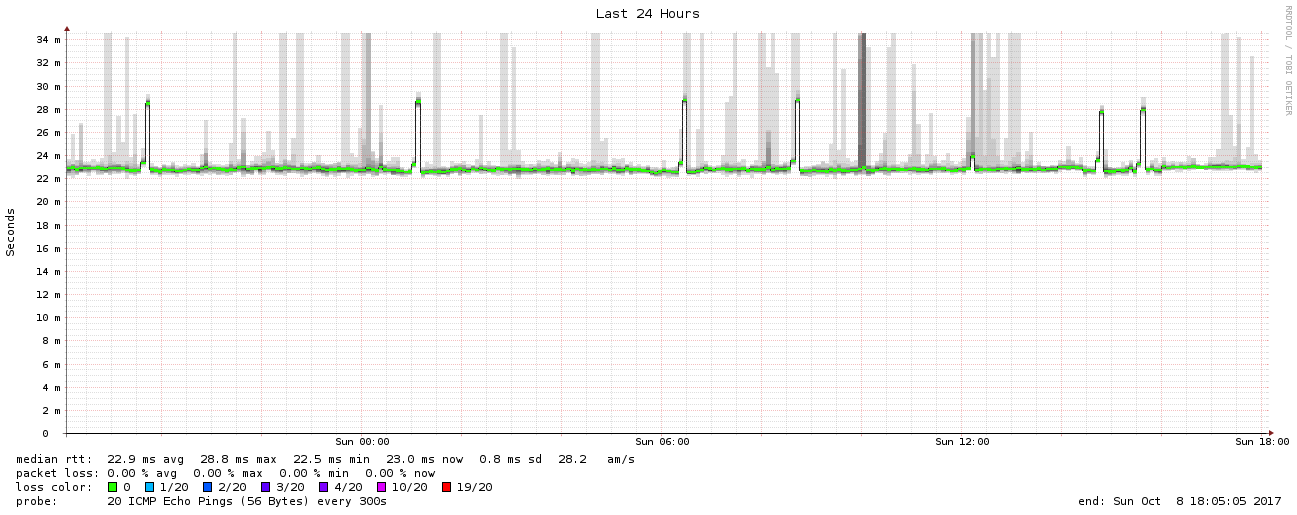 Last 24 Hours
RRDTOOL / TOBI OETIKER
Seconds
34 m
32 m
30 m
28 m
26 m
24 m
22 m
20 m
18 m
16 m
14 m
12 m
10 m
8 m
6 m
4 m
2 m
0
Sun 00:00 Sun 06:00 Sun 12:00 Sun 18:00
median rtt: 22.9 ms avg 28.8 ms max 22.5 ms min 23.0 ms now 0.8 ms sd 28.2 am/s
packet loss: 0.00 % avg 0.00 % max 0.00 % min 0.00 % now
loss color: 0 1/20 2/20 3/20 4/20 10/20 19/20
probe: 20 ICMP Echo Pings (56 Bytes) every 300s end: Sun Oct 8 18:05:05 2017